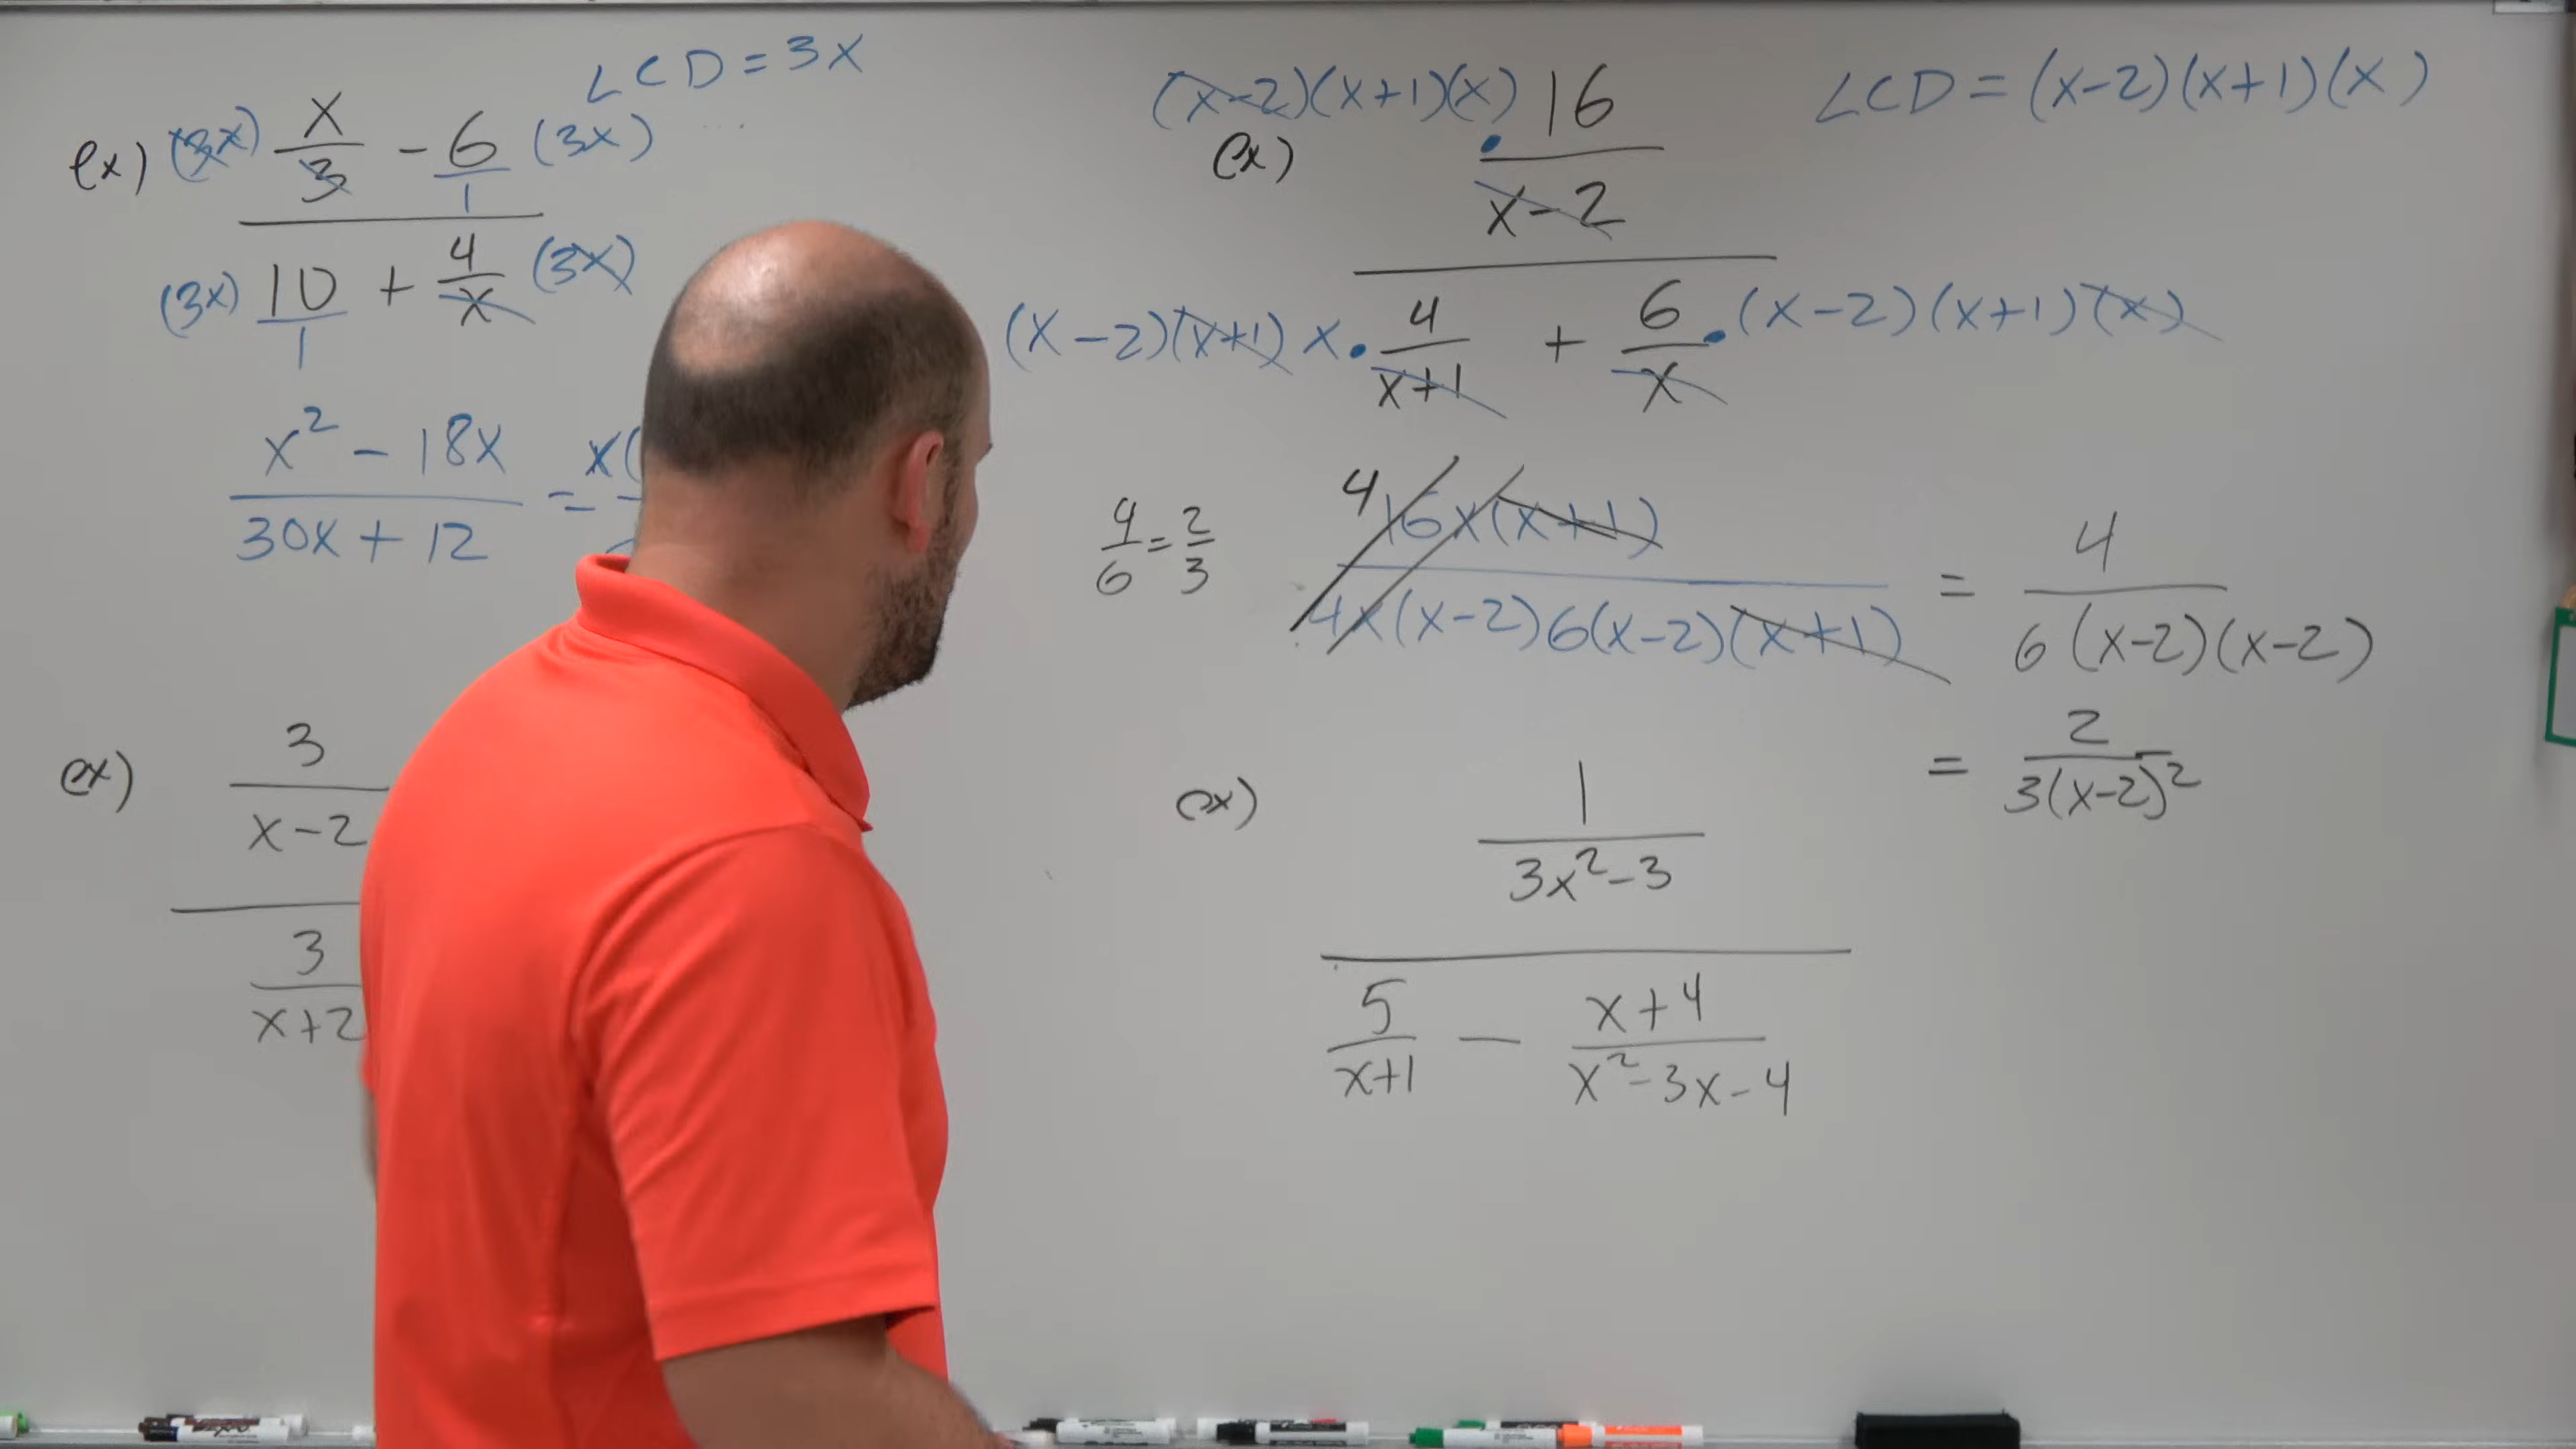 LCD = 3x
ex) (3x) x/3 - 6/1 (3x)
(3x) 10/1 + 4/x (3x)
x² - 18x / 30x + 12 = x(
ex) 3 / x-2
3 / x+2
(x-2)(x+1)(x) · 16 / x-2
LCD = (x-2)(x+1)(x)
ex)
(x-2)(x+1) x · 4 / x+1 + 6 / x · (x-2)(x+1)(x)
4/6 = 2/3
4 16x(x+1) / 4x(x-2)6(x-2)(x+1) = 4 / 6(x-2)(x-2)
= 2 / 3(x-2)²
ex) 1 / 3x²-3
5 / x+1 - x+4 / x²-3x-4